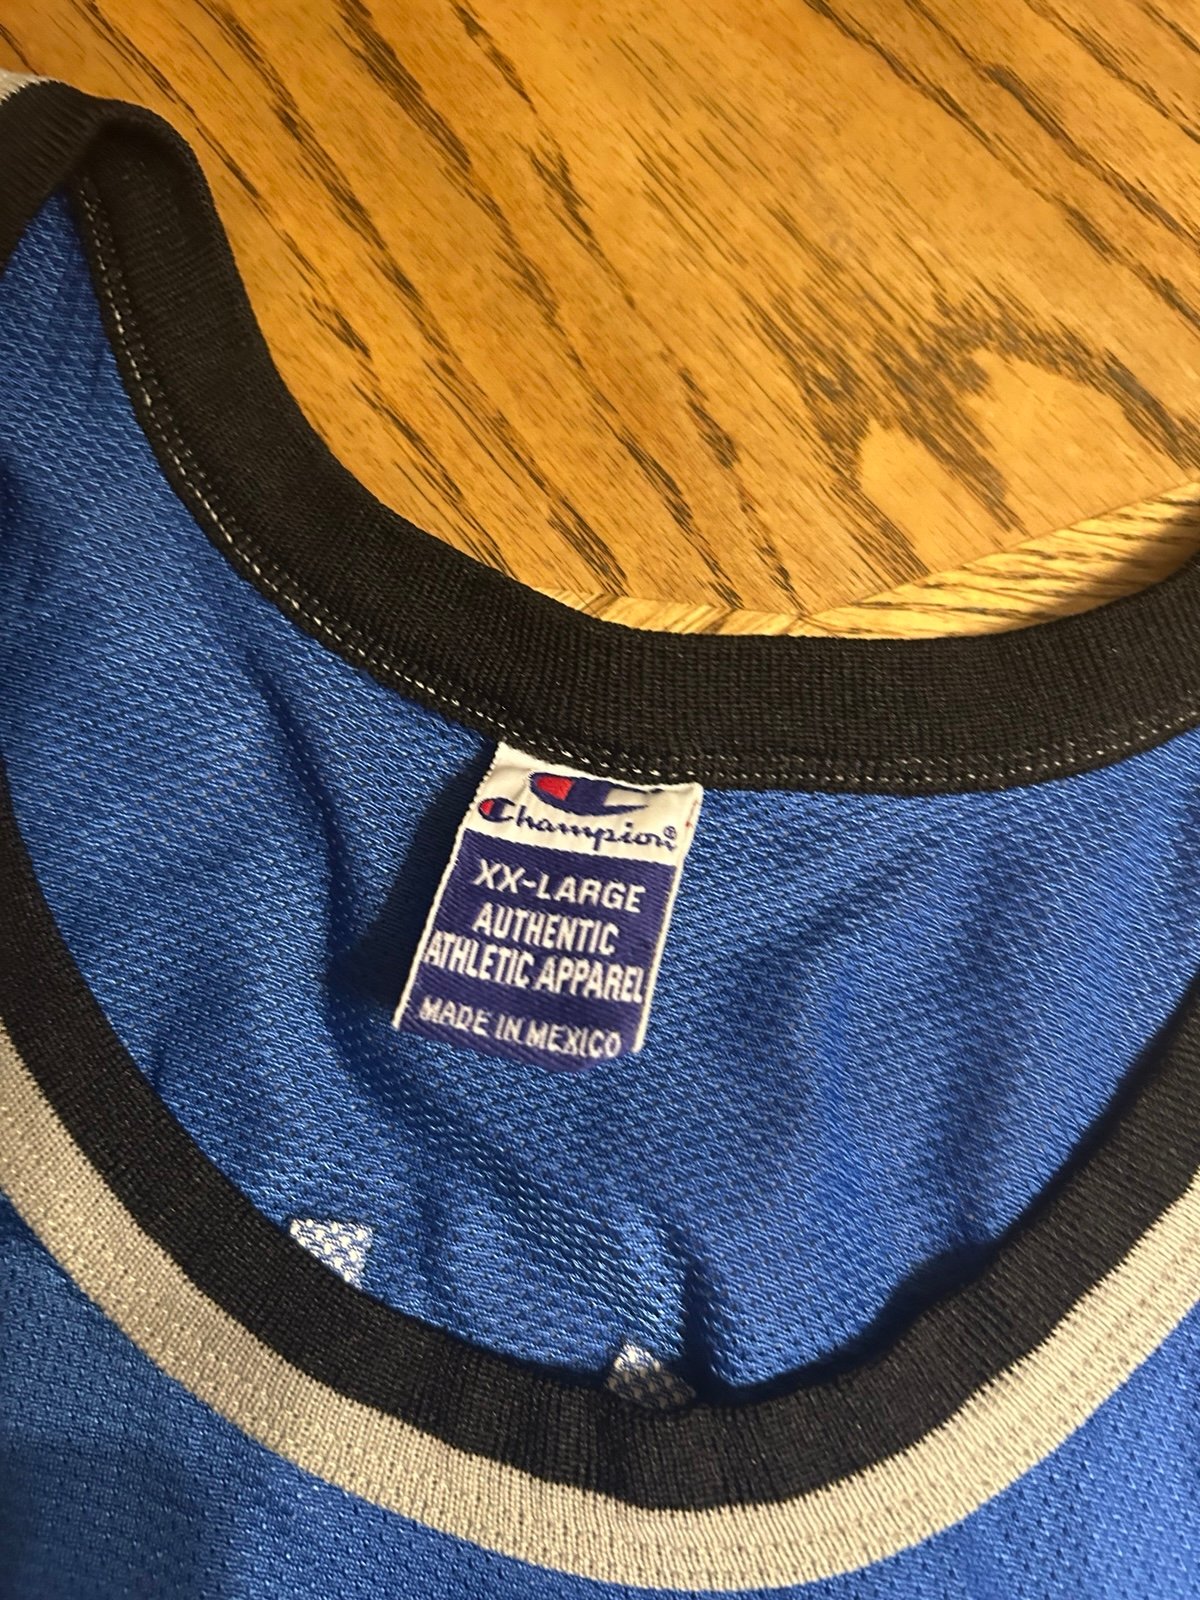 Champion®
XX-LARGE
AUTHENTIC
ATHLETIC APPAREL
MADE IN MEXICO